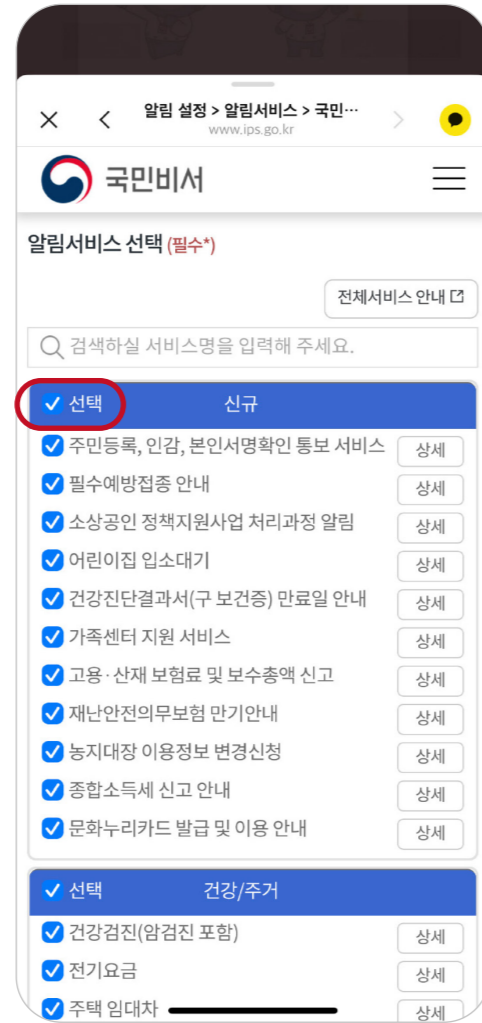 알림 설정 > 알림서비스 > 국민…
www.ips.go.kr
국민비서
알림서비스 선택 (필수*)
전체서비스 안내
검색하실 서비스명을 입력해 주세요.
선택 신규
주민등록, 인감, 본인서명확인 통보 서비스 상세
필수예방접종 안내 상세
소상공인 정책지원사업 처리과정 알림 상세
어린이집 입소대기 상세
건강진단결과서(구 보건증) 만료일 안내 상세
가족센터 지원 서비스 상세
고용·산재 보험료 및 보수총액 신고 상세
재난안전의무보험 만기안내 상세
농지대장 이용정보 변경신청 상세
종합소득세 신고 안내 상세
문화누리카드 발급 및 이용 안내 상세
선택 건강/주거
건강검진(암검진 포함) 상세
전기요금 상세
주택 임대차 상세